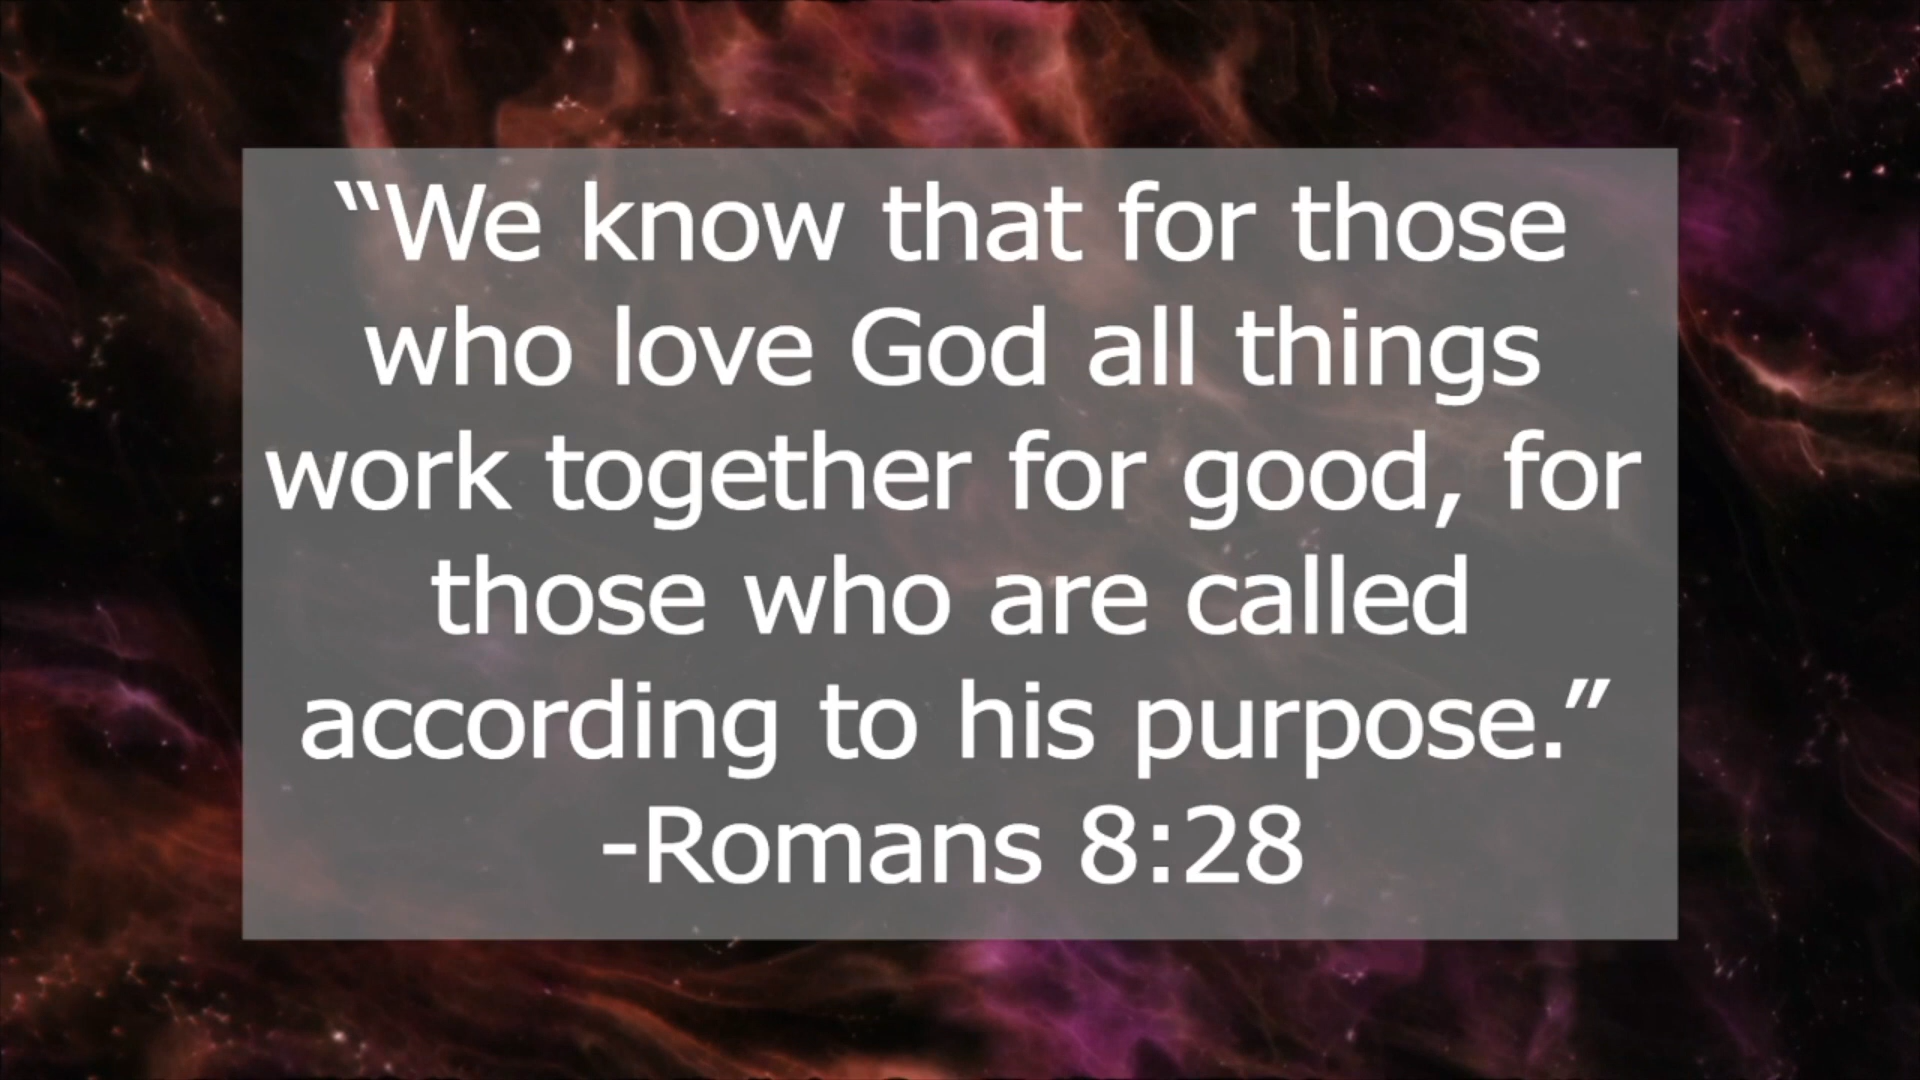 “We know that for those
who love God all things
work together for good, for
those who are called
according to his purpose.”
-Romans 8:28